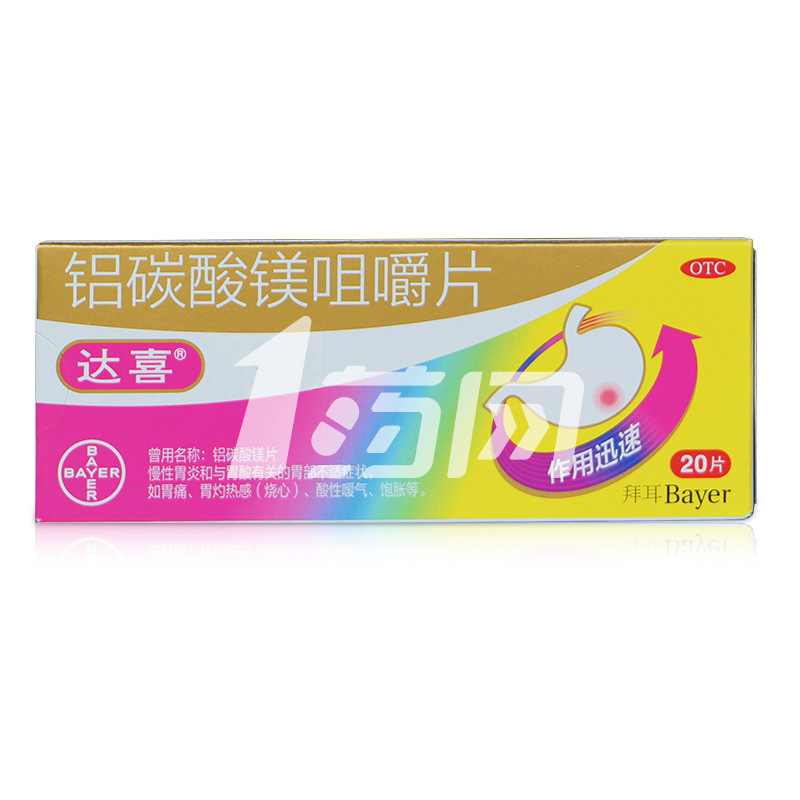 铝碳酸镁咀嚼片
OTC
达喜®
1药网
作用迅速
BAYER
BAYER
曾用名称：铝碳酸镁片
慢性胃炎和与胃酸有关的胃部不适症状，
如胃痛、胃灼热感（烧心）、酸性嗳气、饱胀等。
20片
拜耳Bayer